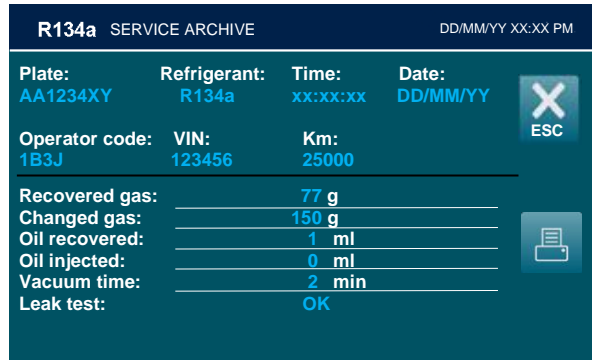 R134a SERVICE ARCHIVE DD/MM/YY XX:XX PM
Plate: Refrigerant: Time: Date:
AA1234XY R134a xx:xx:xx DD/MM/YY
ESC
Operator code: VIN: Km:
1B3J 123456 25000
Recovered gas: 77 g
Changed gas: 150 g
Oil recovered: 1 ml
Oil injected: 0 ml
Vacuum time: 2 min
Leak test: OK